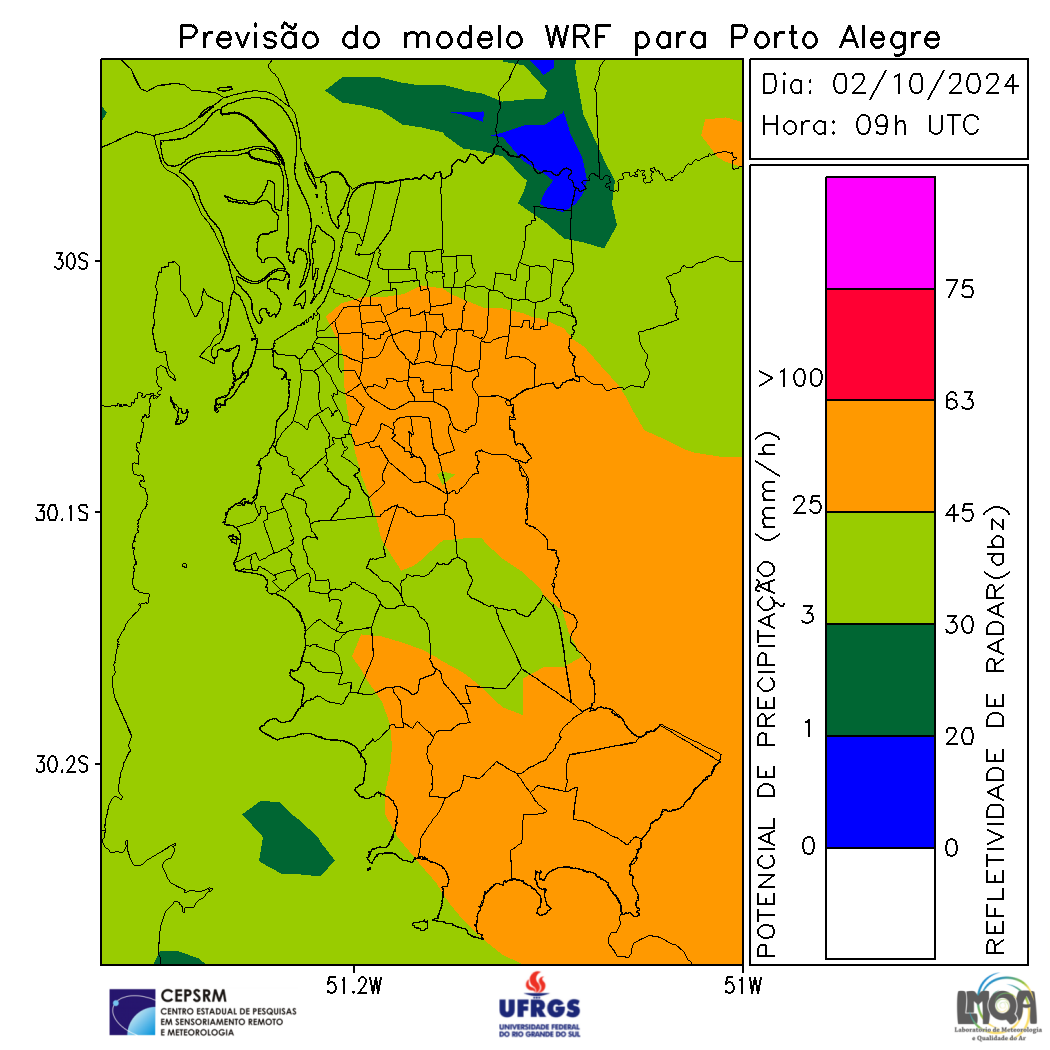 Previsão do modelo WRF para Porto Alegre
Dia: 02/10/2024
Hora: 09h UTC
30S
30.1S
30.2S
51.2W
51W
POTENCIAL DE PRECIPITAÇÃO (mm/h)
>100
25
3
1
0
75
63
45
30
20
0
REFLETIVIDADE DE RADAR(dbz)
CEPSRM
CENTRO ESTADUAL DE PESQUISAS
EM SENSORIAMENTO REMOTO
E METEOROLOGIA
UFRGS
UNIVERSIDADE FEDERAL
DO RIO GRANDE DO SUL
LMQA
Laboratório de Meteorologia
e Qualidade do Ar